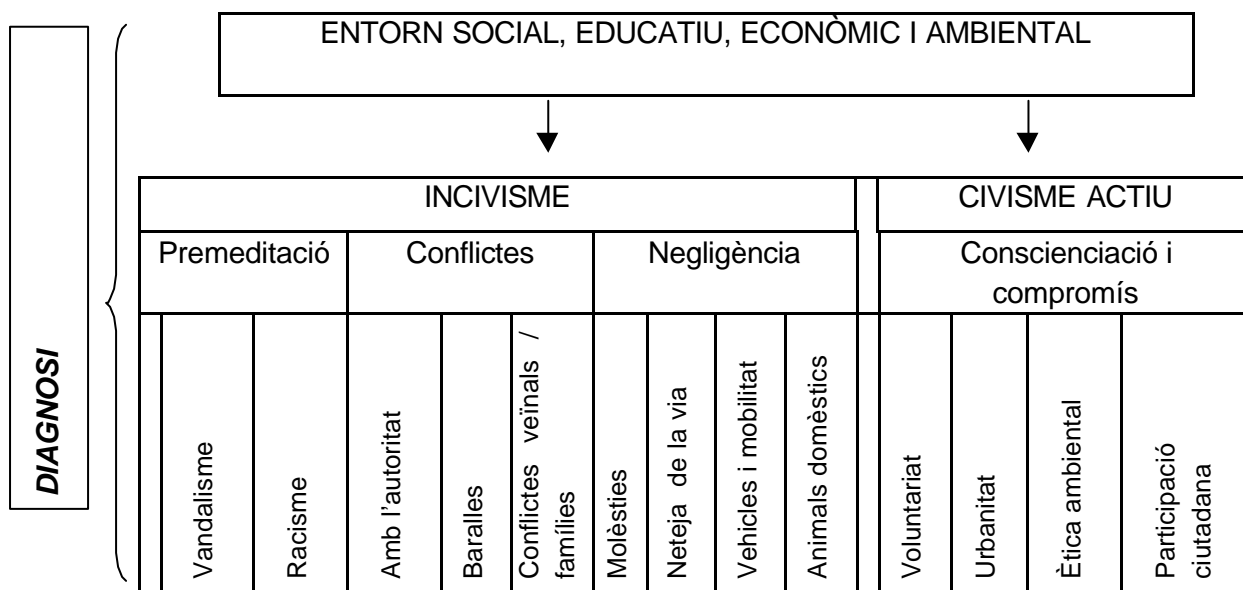 ENTORN SOCIAL, EDUCATIU, ECONÒMIC I AMBIENTAL
DIAGNOSI
INCIVISME
CIVISME ACTIU
Premeditació
Conflictes
Negligència
Conscienciació i
compromís
Vandalisme
Racisme
Amb l'autoritat
Baralles
Conflictes veïnals /
famílies
Molèsties
Neteja de la via
Vehicles i mobilitat
Animals domèstics
Voluntariat
Urbanitat
Ètica ambiental
Participació
ciutadana